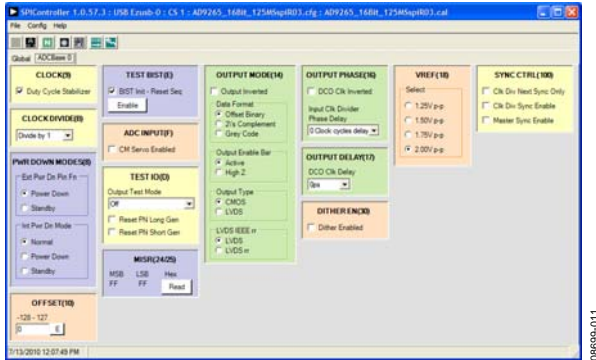 SPIController 1.0.57.3 : USB Ezusb-0 : CS 1 : AD9265_16Bit_125MSspiR03.cfg : AD9265_16Bit_125MSspiR03.cal
File Config Help
Global ADCBase 0
CLOCK(9)
Duty Cycle Stabilizer
CLOCK DIVIDE(B)
Divide by 1
PWR DOWN MODES(8)
Ext Pwr Dn Pin Fn
Power Down
Standby
Int Pwr Dn Mode
Normal
Power Down
Standby
OFFSET(10)
-128 - 127
0
TEST BIST(E)
BIST Init - Reset Seq
Enable
ADC INPUT(F)
CM Servo Enabled
TEST IO(D)
Output Test Mode
Off
Reset PN Long Gen
Reset PN Short Gen
MISR(24/25)
MSB LSB Hex
FF FF Read
OUTPUT MODE(14)
Output Inverted
Data Format
Offset Binary
2's Complement
Grey Code
Output Enable Bar
Active
High Z
Output Type
CMOS
LVDS
LVDS IEEE rr
LVDS
LVDS rr
OUTPUT PHASE(16)
DCO Clk Inverted
Input Clk Divider
Phase Delay
0 Clock cycles delay
OUTPUT DELAY(17)
DCO Clk Delay
0ps
DITHER EN(30)
Dither Enabled
VREF(18)
Select
1.25V p-p
1.50V p-p
1.75V p-p
2.00V p-p
SYNC CTRL(100)
Clk Div Next Sync Only
Clk Div Sync Enable
Master Sync Enable
7/13/2010 12:07:49 PM
08699-011